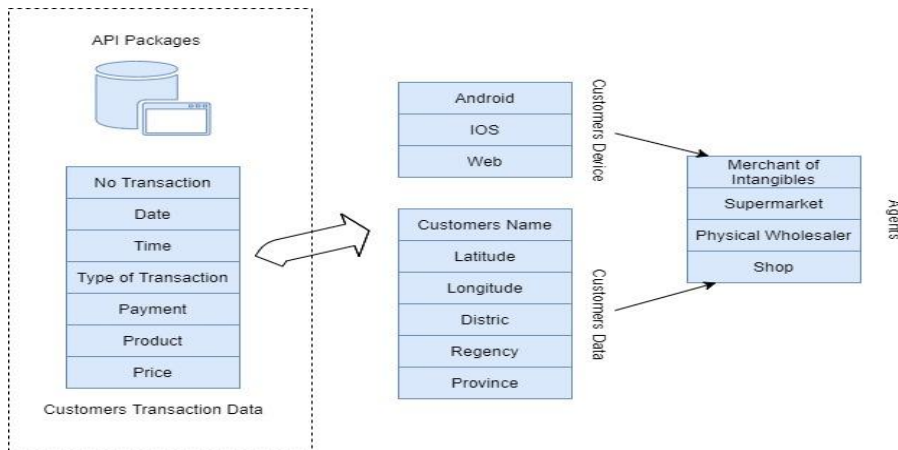 API Packages
No Transaction
Date
Time
Type of Transaction
Payment
Product
Price
Customers Transaction Data
Android
IOS
Web
Customers Device
Customers Name
Latitude
Longitude
Distric
Regency
Province
Customers Data
Merchant of
Intangibles
Supermarket
Physical Wholesaler
Shop
Agents